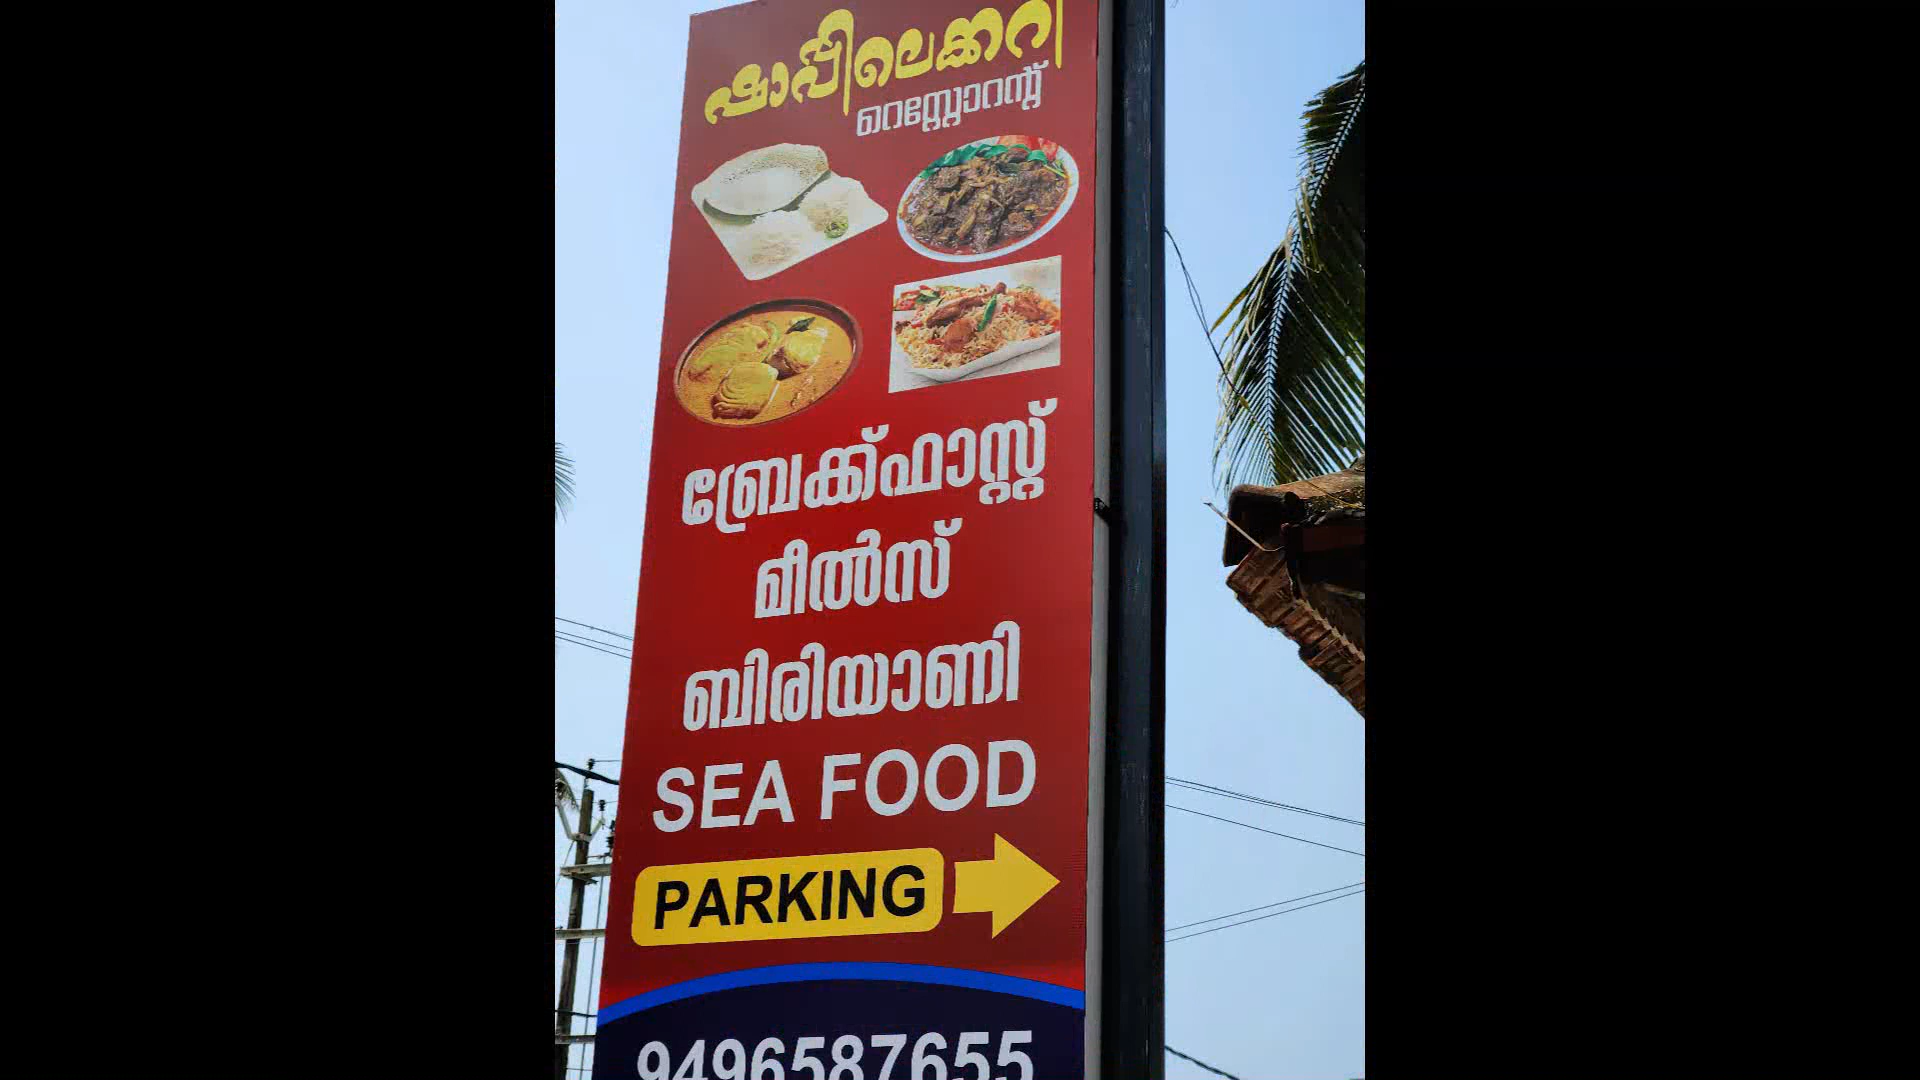 ഷാപ്പിലെക്കറി
റെസ്റ്റോറന്റ്
ബ്രേക്ക്ഫാസ്റ്റ്
മീൽസ്
ബിരിയാണി
SEA FOOD
PARKING
9496587655